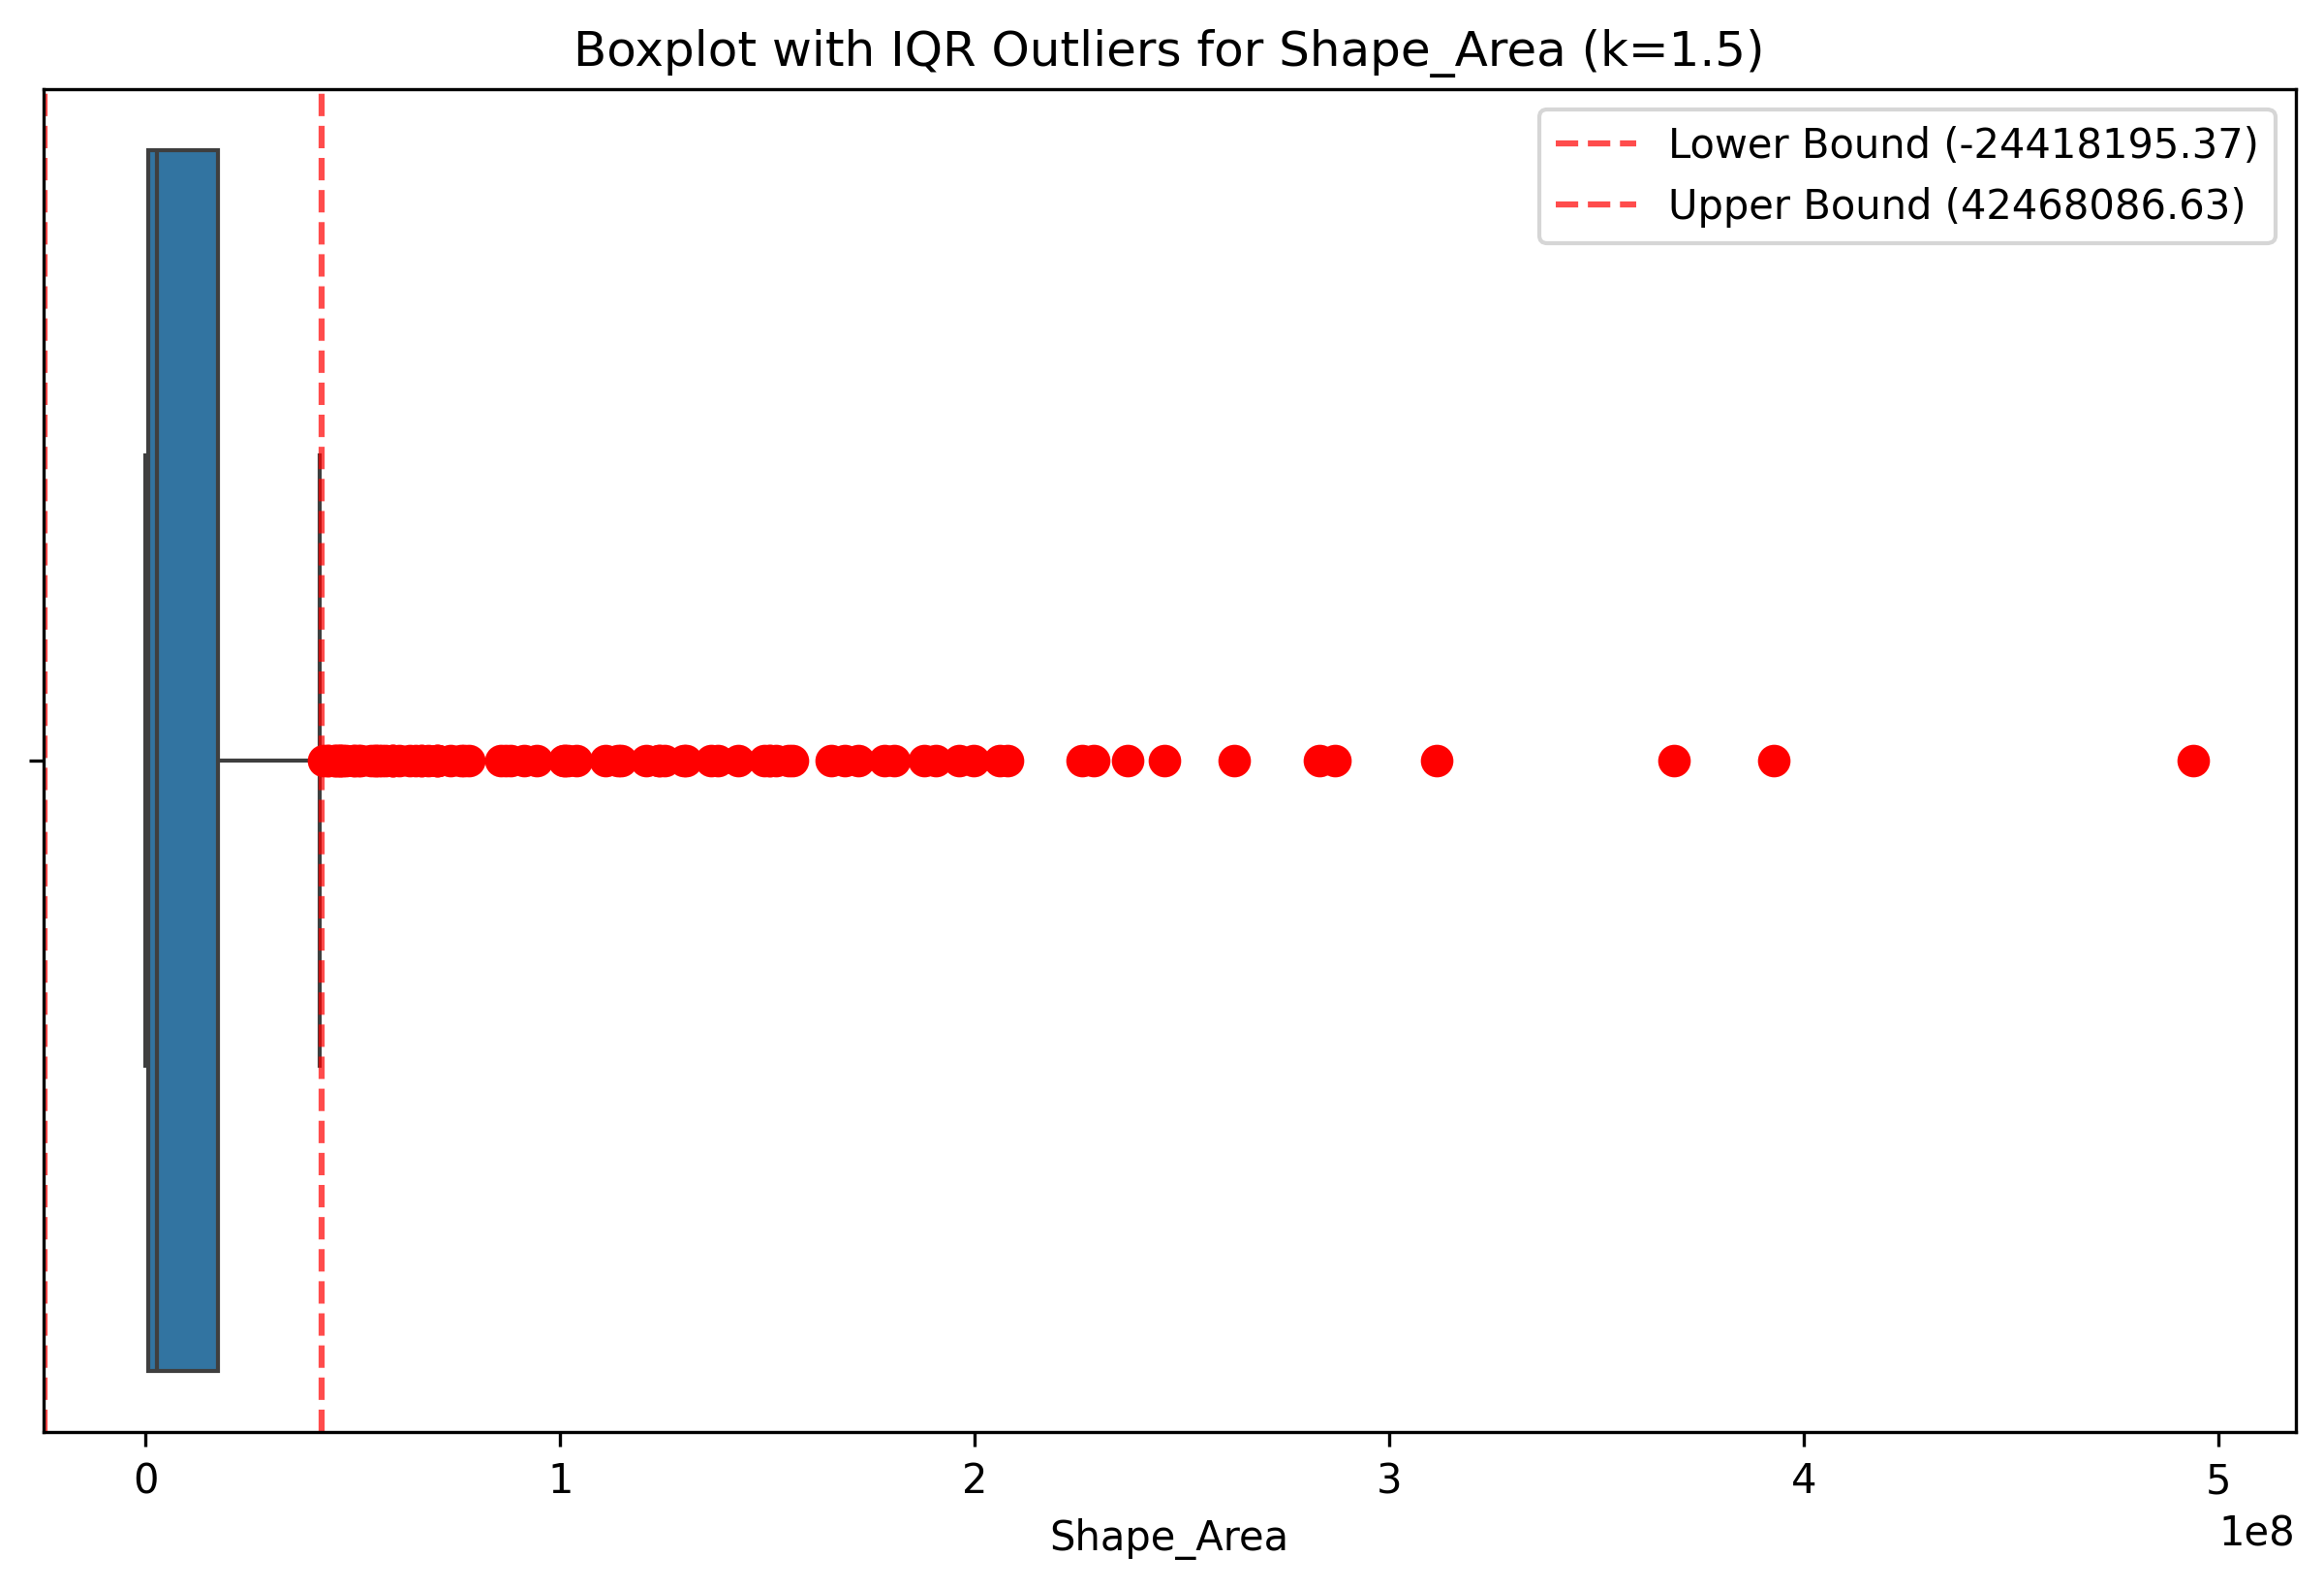 Boxplot with IQR Outliers for Shape_Area (k=1.5)
Lower Bound (-24418195.37)
Upper Bound (42468086.63)
0 1 2 3 4 5
1e8
Shape_Area